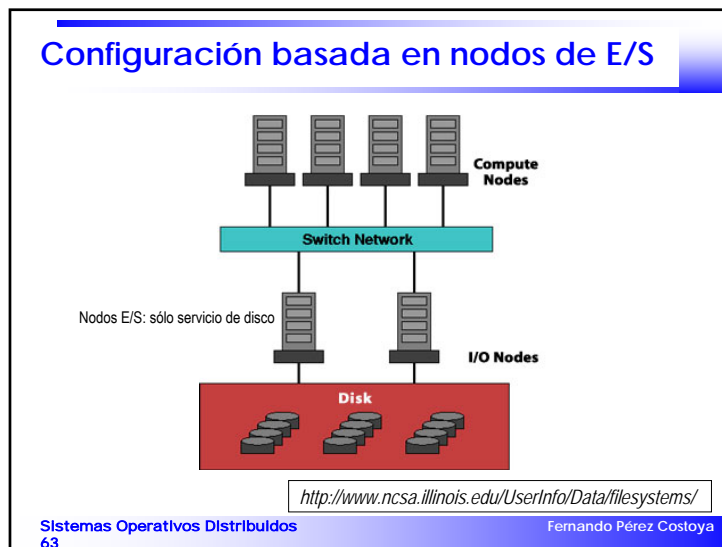 Configuración basada en nodos de E/S
Compute
Nodes
Switch Network
Nodos E/S: sólo servicio de disco
I/O Nodes
Disk
http://www.ncsa.illinois.edu/UserInfo/Data/filesystems/
Sistemas Operativos Distribuidos
63
Fernando Pérez Costoya